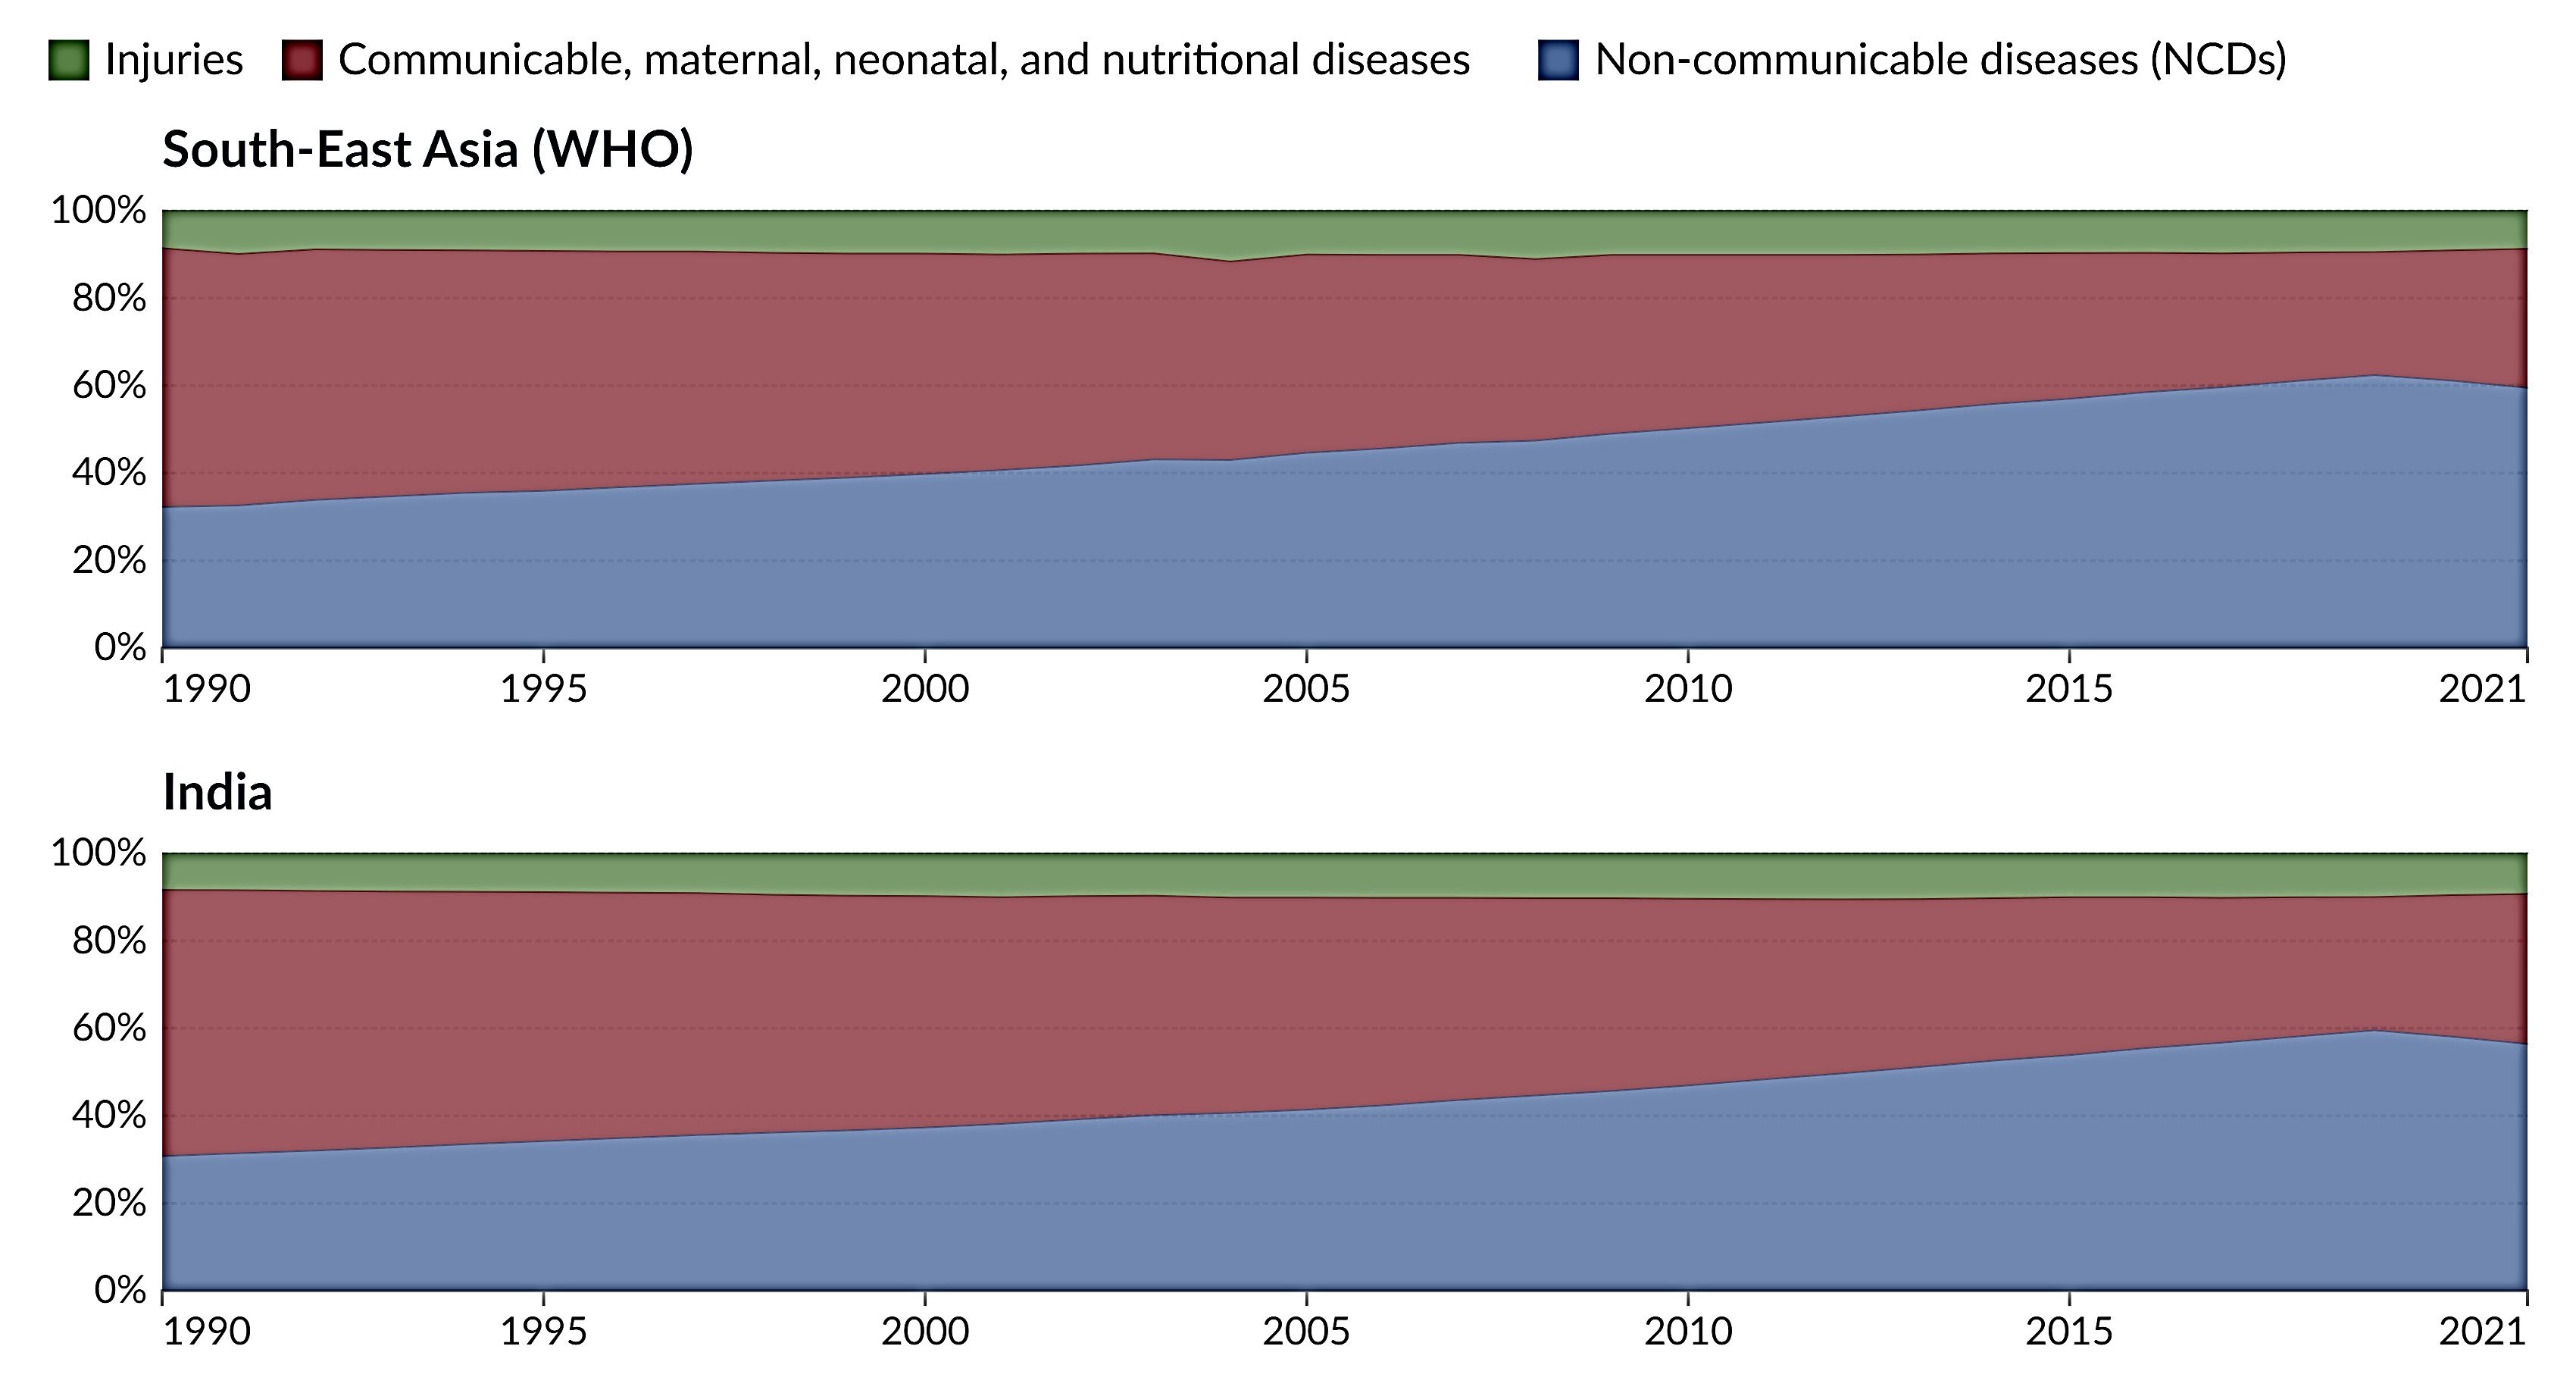 Injuries Communicable, maternal, neonatal, and nutritional diseases Non-communicable diseases (NCDs)
South-East Asia (WHO)
100%
80%
60%
40%
20%
0%
1990 1995 2000 2005 2010 2015 2021
India
100%
80%
60%
40%
20%
0%
1990 1995 2000 2005 2010 2015 2021